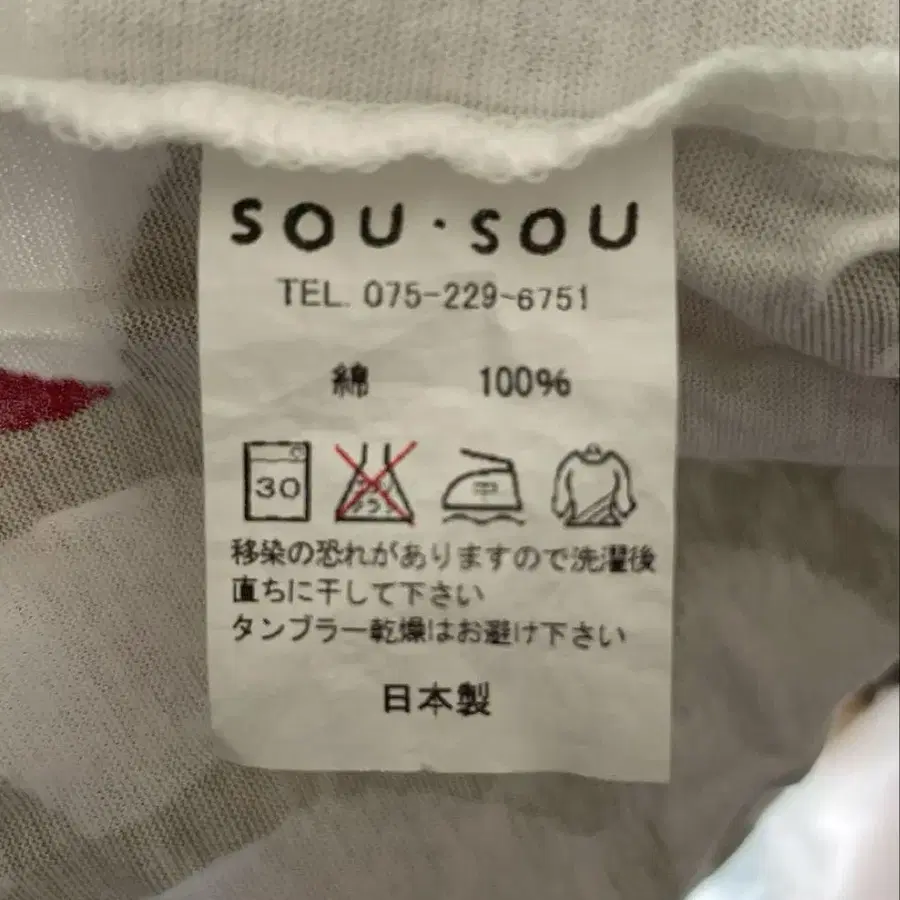 SOU・SOU
TEL. 075-229-6751
綿 100%
30 中
移染の恐れがありますので洗濯後
直ちに干して下さい
タンブラー乾燥はお避け下さい
日本製